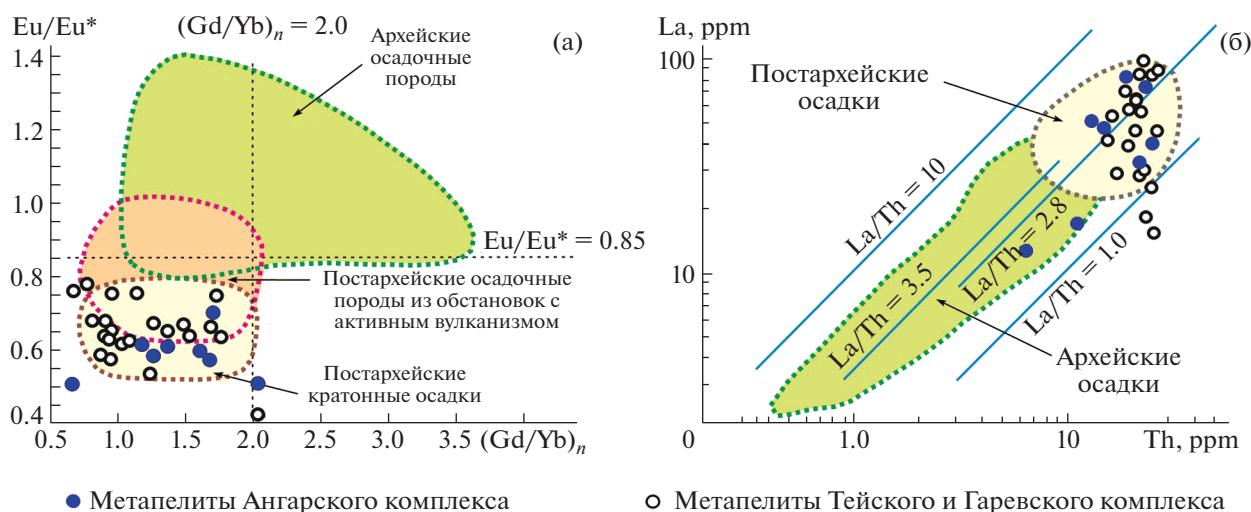 Eu/Eu*
(Gd/Yb)n = 2.0
(а)
Архейские
осадочные
породы
1.4
1.2
1.0
0.8
0.6
0.4
Eu/Eu* = 0.85
Постархейские осадочные
породы из обстановок с
активным вулканизмом
Постархейские
кратонные осадки
0.5
1.0
1.5
2.0
2.5
3.0
3.5
(Gd/Yb)n
La, ppm
(б)
100
10
0
1.0
10
Th, ppm
Постархейские
осадки
La/Th = 10
La/Th = 2.8
La/Th = 3.5
La/Th = 1.0
Архейские
осадки
Метапелиты Ангарского комплекса
Метапелиты Тейского и Гаревского комплекса